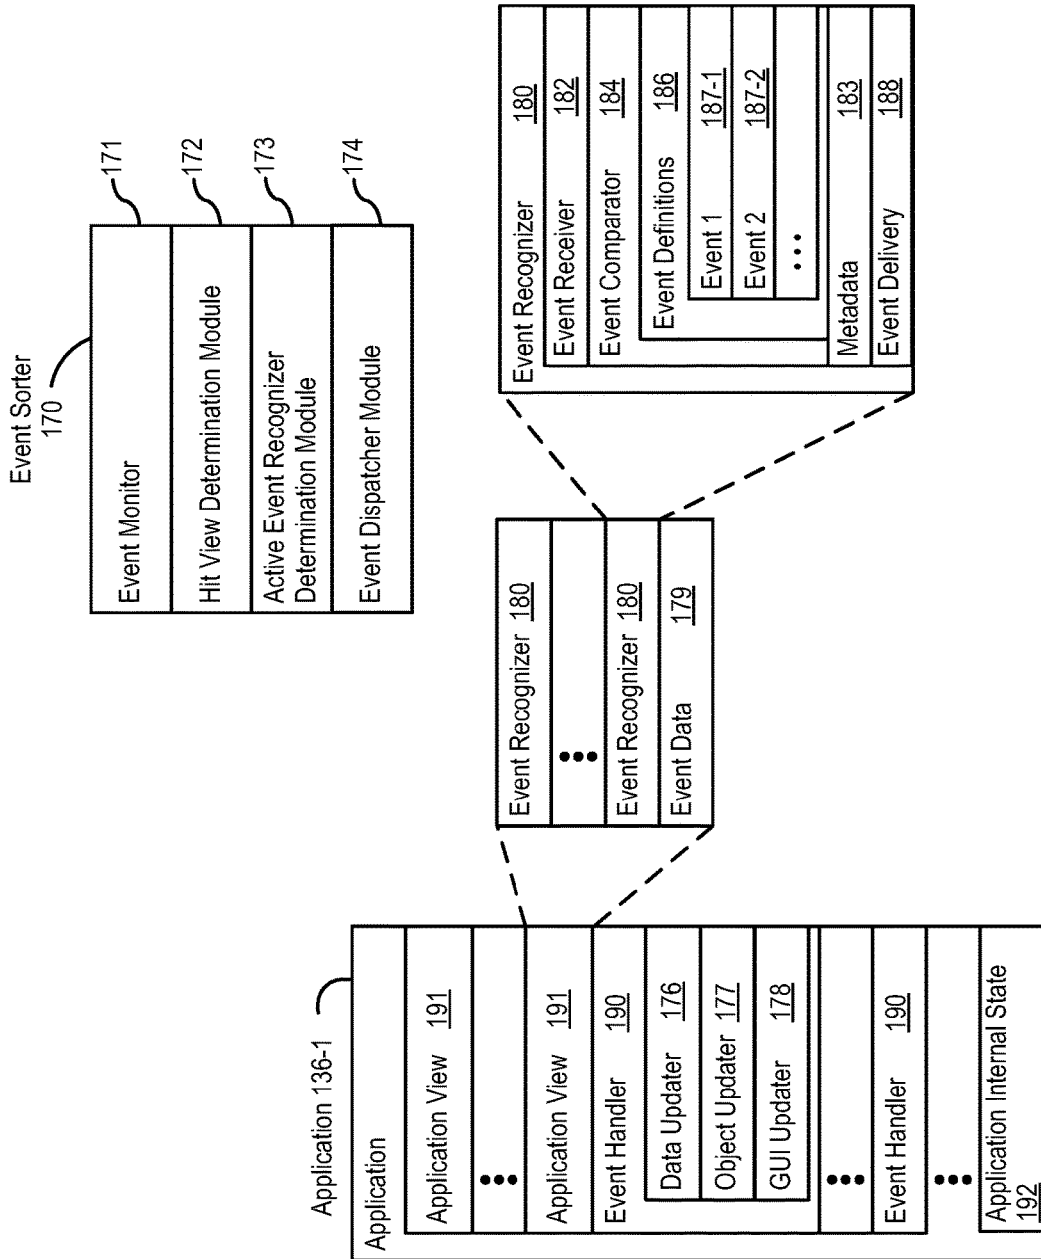 Event Sorter
170
Event Monitor
171
Hit View Determination Module
172
Active Event Recognizer
Determination Module
173
Event Dispatcher Module
174
Application 136-1
Application
Application View 191
•••
Application View 191
Event Handler 190
Data Updater 176
Object Updater 177
GUI Updater 178
•••
Event Handler 190
•••
Application Internal State
192
Event Recognizer 180
•••
Event Recognizer 180
Event Data 179
Event Recognizer 180
Event Receiver 182
Event Comparator 184
Event Definitions 186
Event 1 187-1
Event 2 187-2
•••
Metadata 183
Event Delivery 188